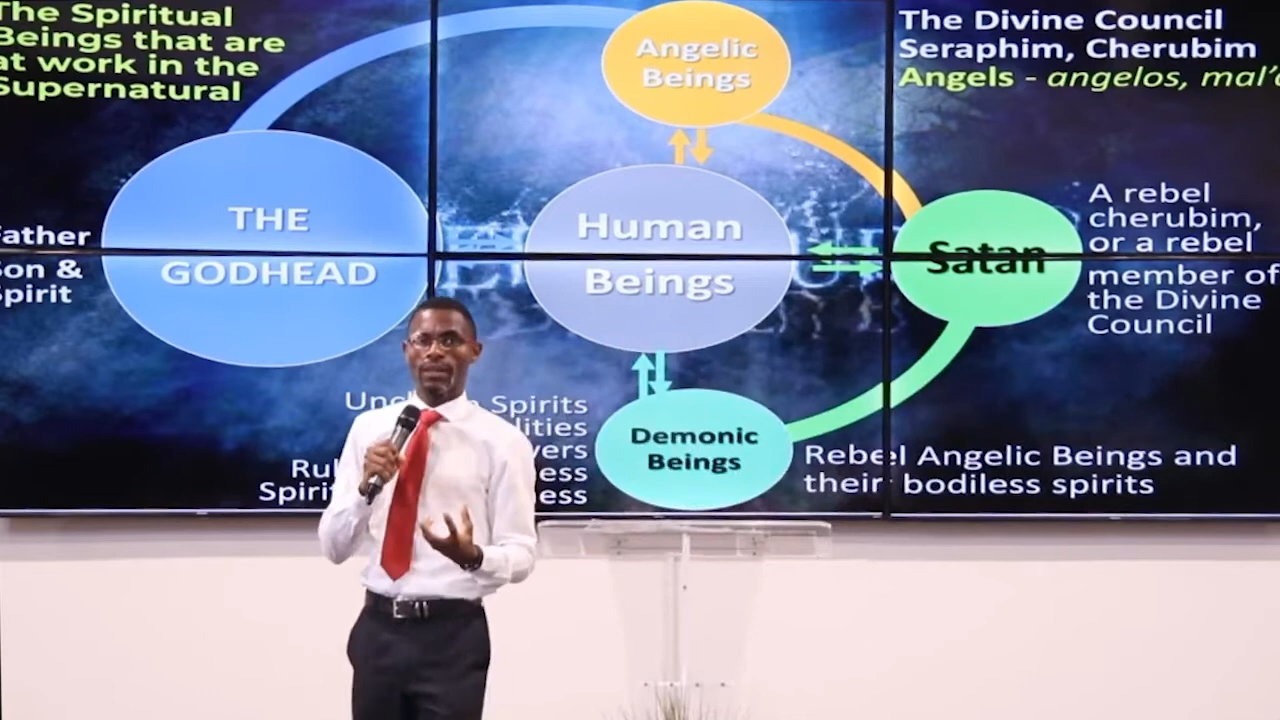 The Spiritual
Beings that are
at work in the
Supernatural
Angelic
Beings
The Divine Council
Seraphim, Cherubim
Angels - angelos,
THE
GODHEAD
Father
Son &
Spirit
Human
Beings
Satan
A rebel
cherubim,
or a rebel
member of
the Divine
Council
Spirits
Demonic
Beings
Rebel Angelic Beings and
their bodiless spirits